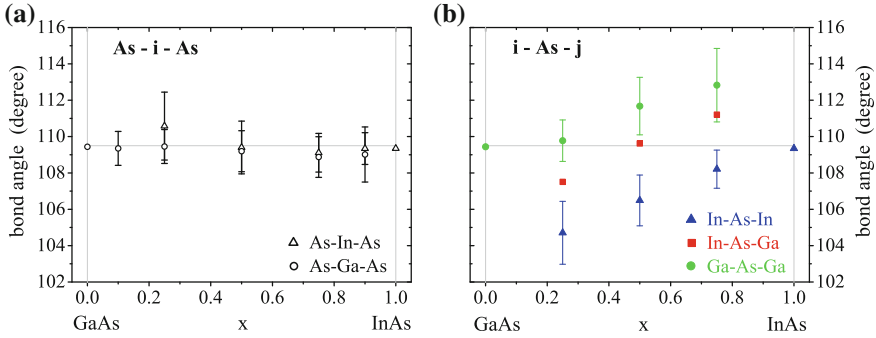 (a)
As - i - As
bond angle (degree)
116
114
112
110
108
106
104
102
As-In-As
As-Ga-As
0.0 0.2 0.4 0.6 0.8 1.0
GaAs x InAs
(b)
i - As - j
116
114
112
110
108
106
104
102
bond angle (degree)
In-As-In
In-As-Ga
Ga-As-Ga
0.0 0.2 0.4 0.6 0.8 1.0
GaAs x InAs